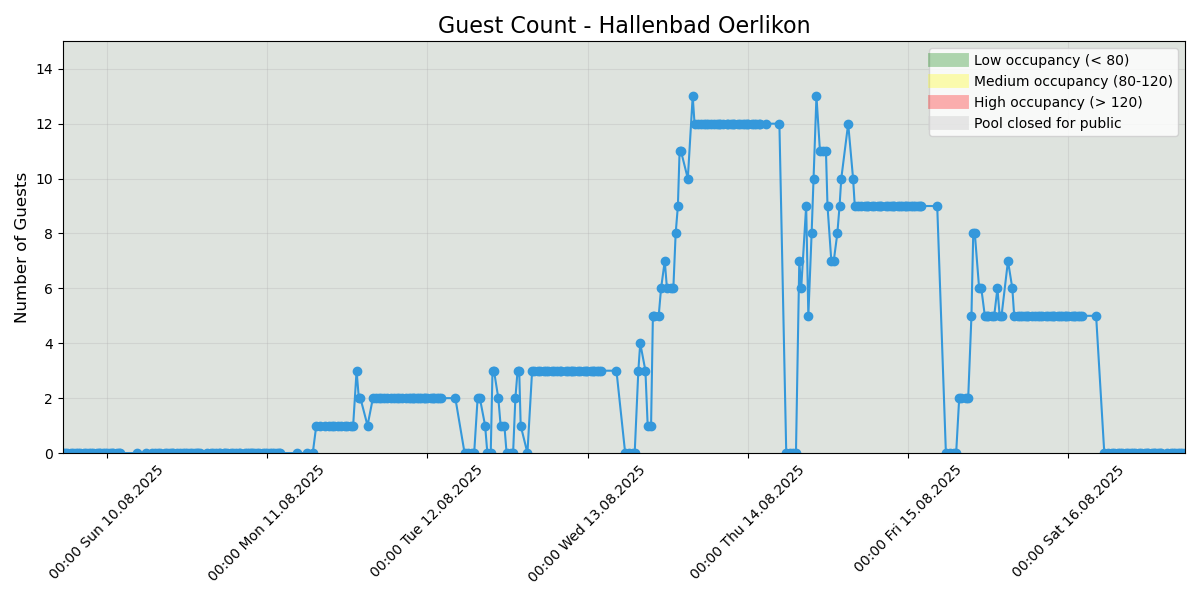 Guest Count - Hallenbad Oerlikon
Low occupancy (< 80)
Medium occupancy (80-120)
High occupancy (> 120)
Pool closed for public
Number of Guests
14
12
10
8
6
4
2
0
00:00 Sun 10.08.2025
00:00 Mon 11.08.2025
00:00 Tue 12.08.2025
00:00 Wed 13.08.2025
00:00 Thu 14.08.2025
00:00 Fri 15.08.2025
00:00 Sat 16.08.2025